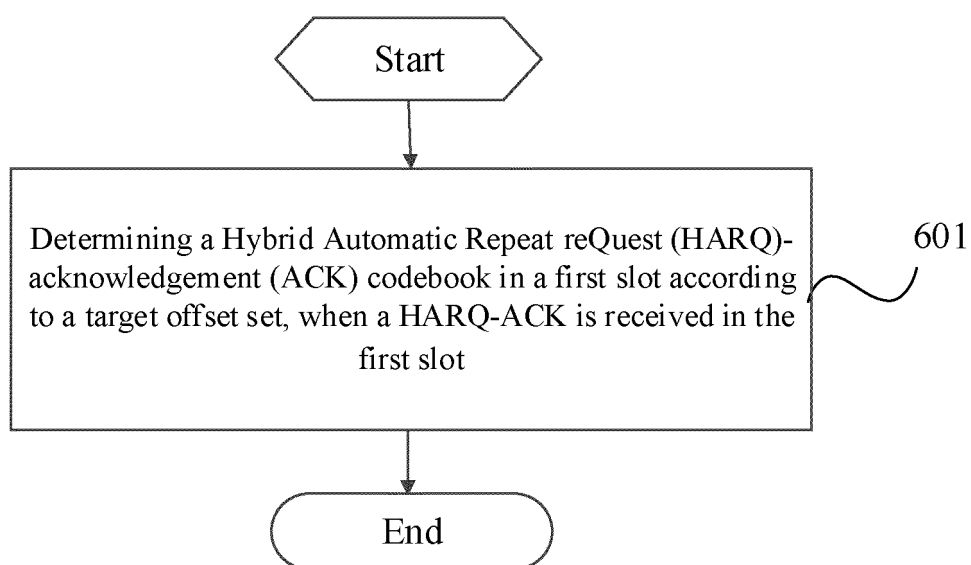 Start
Determining a Hybrid Automatic Repeat reQuest (HARQ)-
acknowledgement (ACK) codebook in a first slot according
to a target offset set, when a HARQ-ACK is received in the
first slot
601
End